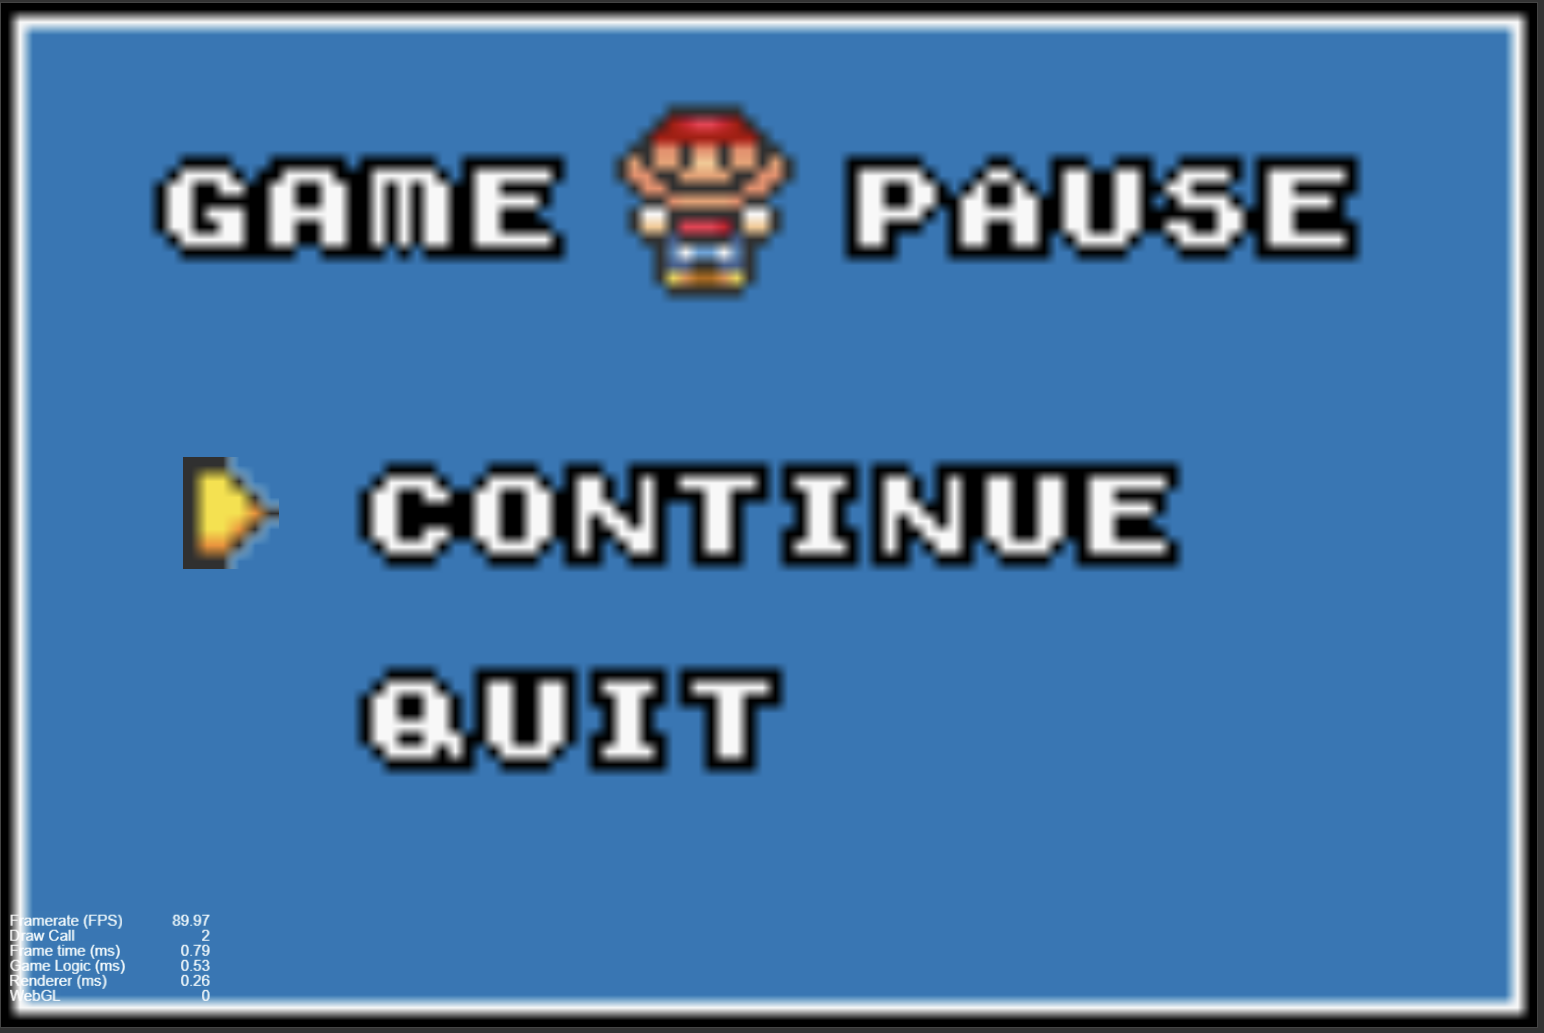 GAME PAUSE
CONTINUE
QUIT
Framerate (FPS) 89.97
Draw Call 2
Frame time (ms) 0.79
Game Logic (ms) 0.53
Renderer (ms) 0.26
WebGL 0